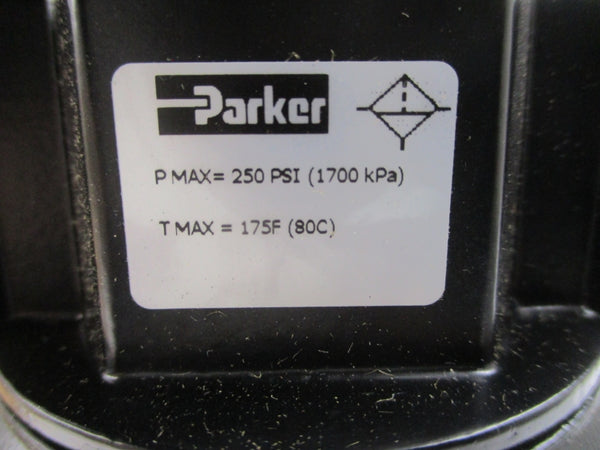 Parker
P MAX= 250 PSI (1700 kPa)
T MAX = 175F (80C)